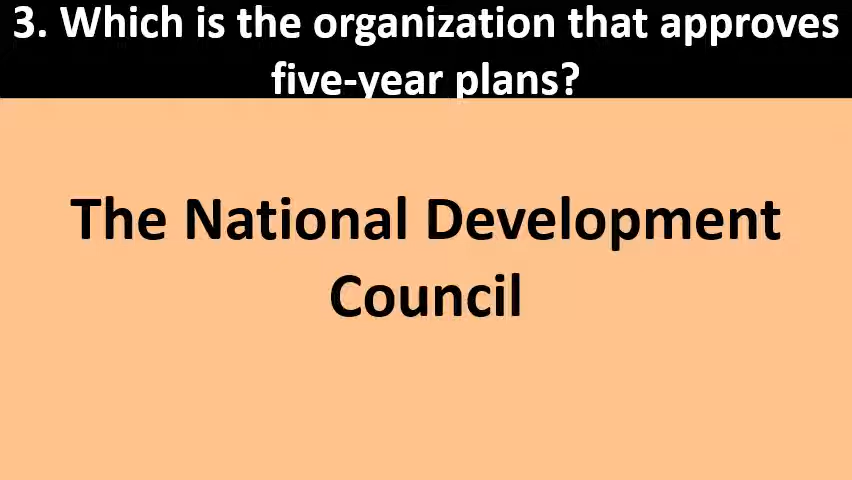 3. Which is the organization that approves
five-year plans?
The National Development
Council